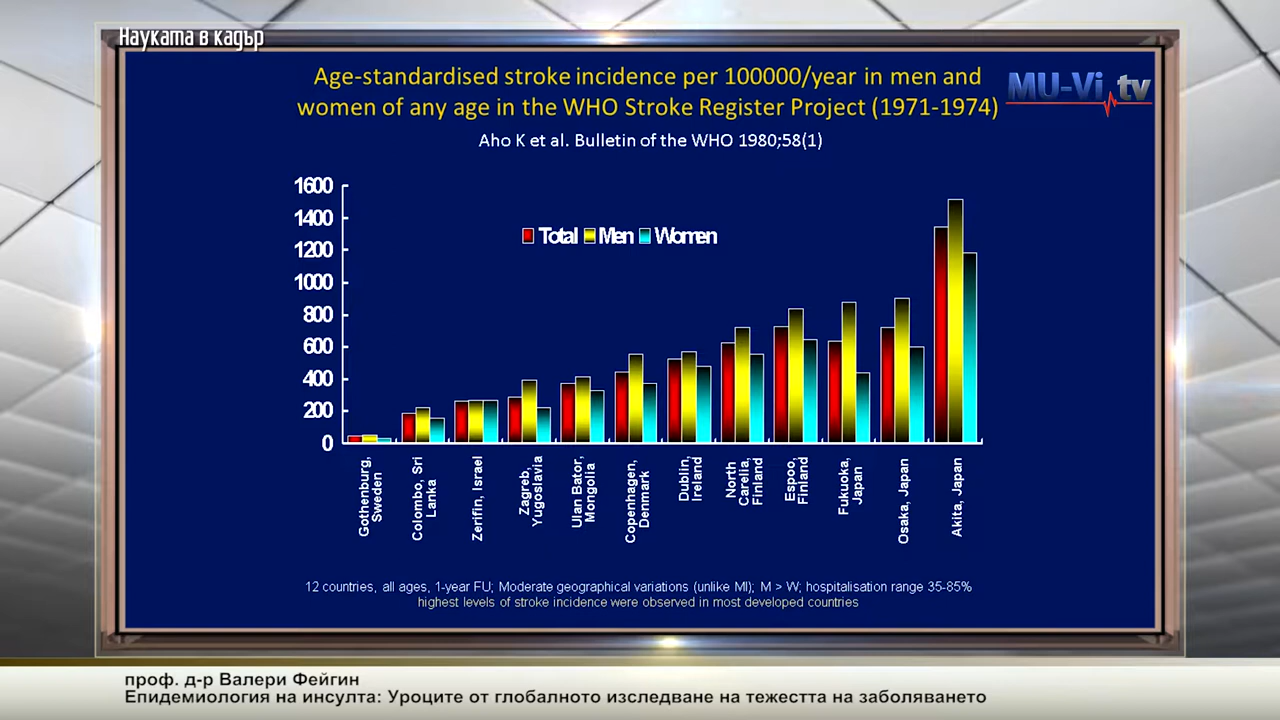 Науката в кадър
Age-standardised stroke incidence per 100000/year in men and
women of any age in the WHO Stroke Register Project (1971-1974)
MU-Vi.tv
Aho K et al. Bulletin of the WHO 1980;58(1)
1600
1400
1200
1000
800
600
400
200
0
Total Men Women
Gothenburg,
Sweden
Colombo, Sri
Lanka
Zerifin, Israel
Zagreb,
Yugoslavia
Ulan Bator,
Mongolia
Copenhagen,
Denmark
Dublin,
Ireland
North
Carelia,
Finland
Espoo,
Finland
Fukuoka,
Japan
Osaka, Japan
Akita, Japan
12 countries, all ages, 1-year FU; Moderate geographical variations (unlike MI); M > W; hospitalisation range 35-85%
highest levels of stroke incidence were observed in most developed countries
проф. д-р Валери Фейгин
Епидемиология на инсулта: Уроците от глобалното изследване на тежестта на заболяването